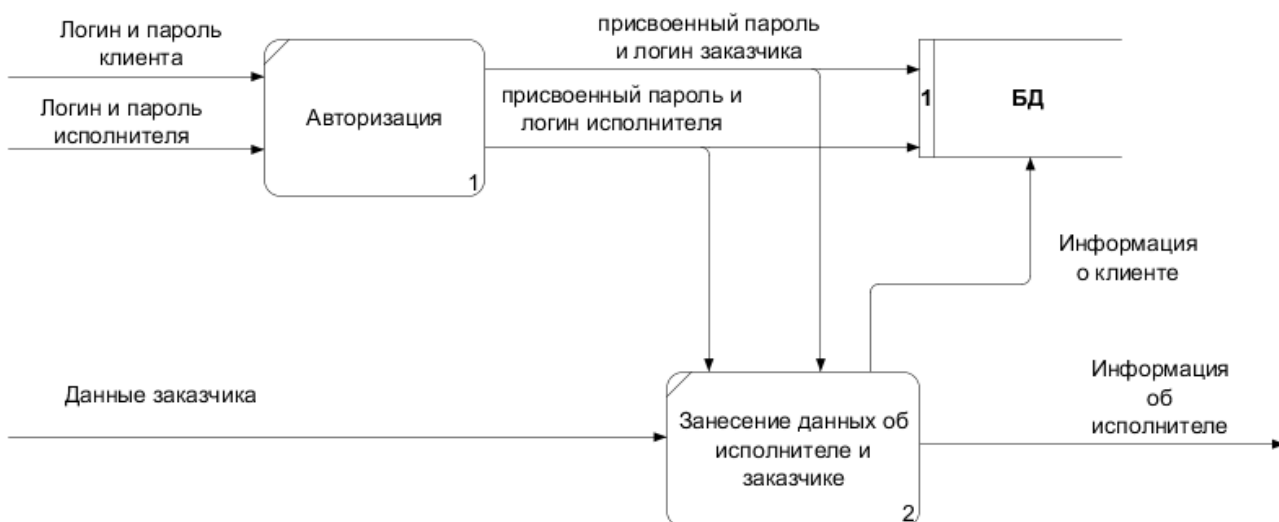 Логин и пароль
клиента
Логин и пароль
исполнителя
Авторизация
1
присвоенный пароль
и логин заказчика
присвоенный пароль и
логин исполнителя
1
БД
Информация
о клиенте
Данные заказчика
Занесение данных об
исполнителе и
заказчике
2
Информация
об
исполнителе